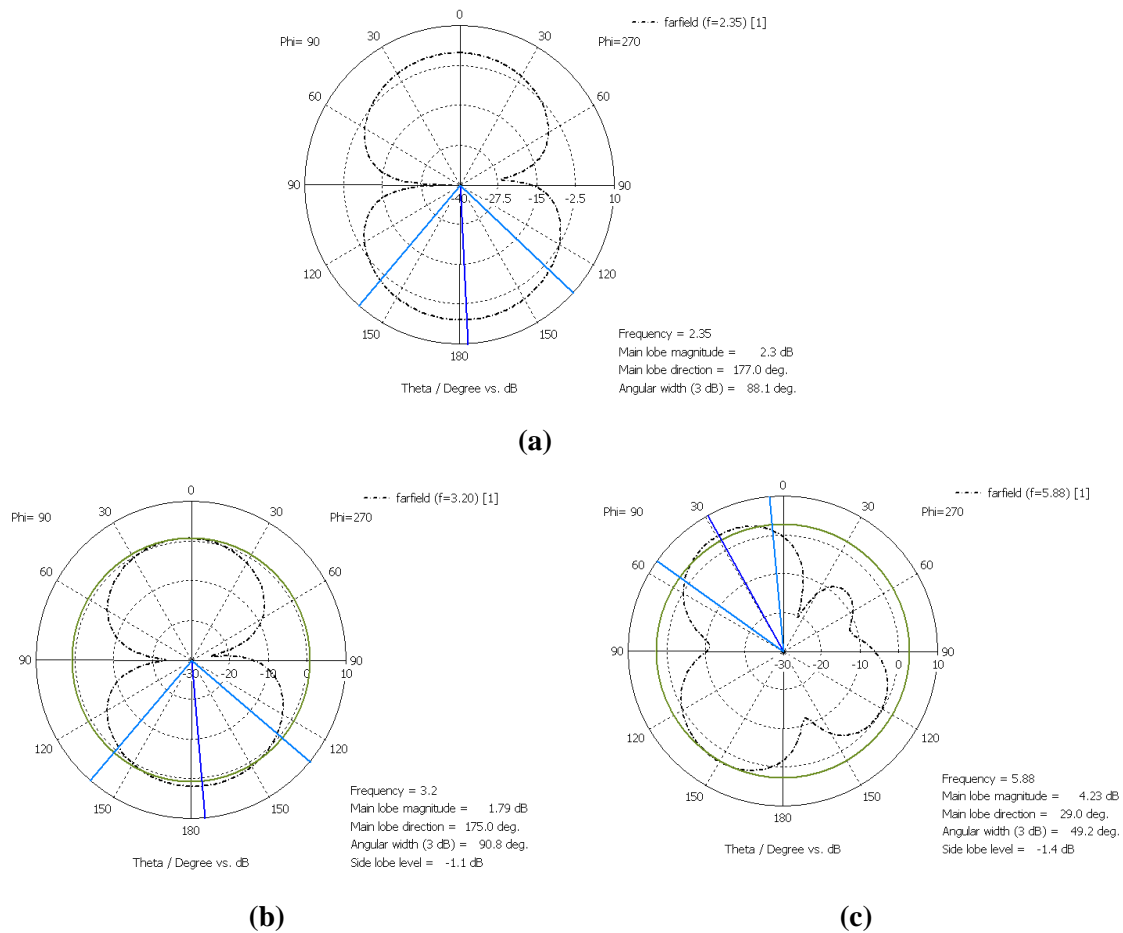 0
farfield (f=2.35) [1]
Phi= 90
30
30
Phi=270
60
60
90
-40
-27.5
-15
-2.5
10
90
120
120
150
150
180
Theta / Degree vs. dB
Frequency = 2.35
Main lobe magnitude = 2.3 dB
Main lobe direction = 177.0 deg.
Angular width (3 dB) = 88.1 deg.
(a)
0
farfield (f=3.20) [1]
Phi= 90
30
30
Phi=270
60
60
90
-30
-20
-10
0
10
90
120
120
150
150
180
Theta / Degree vs. dB
Frequency = 3.2
Main lobe magnitude = 1.79 dB
Main lobe direction = 175.0 deg.
Angular width (3 dB) = 90.8 deg.
Side lobe level = -1.1 dB
(b)
0
farfield (f=5.88) [1]
Phi= 90
30
30
Phi=270
60
60
90
-30
-20
-10
0
10
90
120
120
150
150
180
Theta / Degree vs. dB
Frequency = 5.88
Main lobe magnitude = 4.23 dB
Main lobe direction = 29.0 deg.
Angular width (3 dB) = 49.2 deg.
Side lobe level = -1.4 dB
(c)